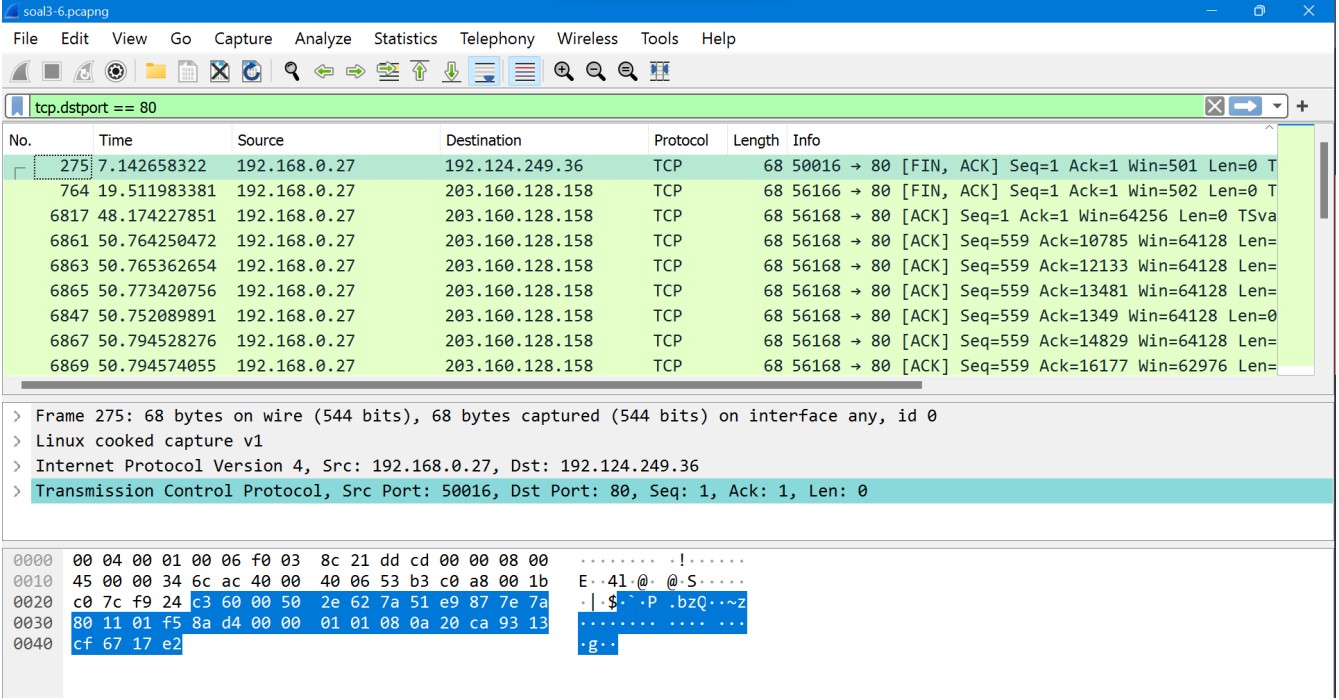 soal3-6.pcapng
File Edit View Go Capture Analyze Statistics Telephony Wireless Tools Help
tcp.dstport == 80
No. Time Source Destination Protocol Length Info
275 7.142658322 192.168.0.27 192.124.249.36 TCP 68 50016 → 80 [FIN, ACK] Seq=1 Ack=1 Win=501 Len=0 T
764 19.511983381 192.168.0.27 203.160.128.158 TCP 68 56166 → 80 [FIN, ACK] Seq=1 Ack=1 Win=502 Len=0 T
6817 48.174227851 192.168.0.27 203.160.128.158 TCP 68 56168 → 80 [ACK] Seq=1 Ack=1 Win=64256 Len=0 TSva
6861 50.764250472 192.168.0.27 203.160.128.158 TCP 68 56168 → 80 [ACK] Seq=559 Ack=10785 Win=64128 Len=
6863 50.765362654 192.168.0.27 203.160.128.158 TCP 68 56168 → 80 [ACK] Seq=559 Ack=12133 Win=64128 Len=
6865 50.773420756 192.168.0.27 203.160.128.158 TCP 68 56168 → 80 [ACK] Seq=559 Ack=13481 Win=64128 Len=
6847 50.752089891 192.168.0.27 203.160.128.158 TCP 68 56168 → 80 [ACK] Seq=559 Ack=1349 Win=64128 Len=0
6867 50.794528276 192.168.0.27 203.160.128.158 TCP 68 56168 → 80 [ACK] Seq=559 Ack=14829 Win=64128 Len=
6869 50.794574055 192.168.0.27 203.160.128.158 TCP 68 56168 → 80 [ACK] Seq=559 Ack=16177 Win=62976 Len=
> Frame 275: 68 bytes on wire (544 bits), 68 bytes captured (544 bits) on interface any, id 0
> Linux cooked capture v1
> Internet Protocol Version 4, Src: 192.168.0.27, Dst: 192.124.249.36
> Transmission Control Protocol, Src Port: 50016, Dst Port: 80, Seq: 1, Ack: 1, Len: 0
0000 00 04 00 01 00 06 f0 03 8c 21 dd cd 00 00 08 00 ········ ·!······
0010 45 00 00 34 6c ac 40 00 40 06 53 b3 c0 a8 00 1b E··4l·@· @·S·····
0020 c0 7c f9 24 c3 60 00 50 2e 62 7a 51 e9 87 7e 7a ·|·$·`·P .bzQ··~z
0030 80 11 01 f5 8a d4 00 00 01 01 08 0a 20 ca 93 13 ········ ···· ···
0040 cf 67 17 e2 ·g··